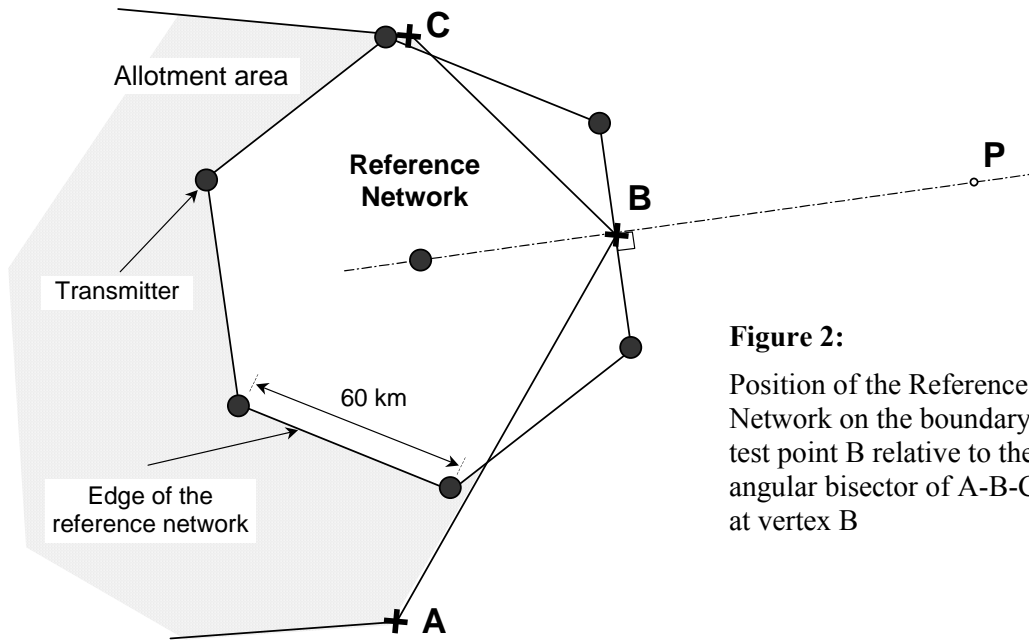 C
Allotment area
Reference
Network
P
B
Transmitter
Figure 2:
Position of the Reference
Network on the boundary
test point B relative to the
angular bisector of A-B-C
at vertex B
60 km
Edge of the
reference network
A